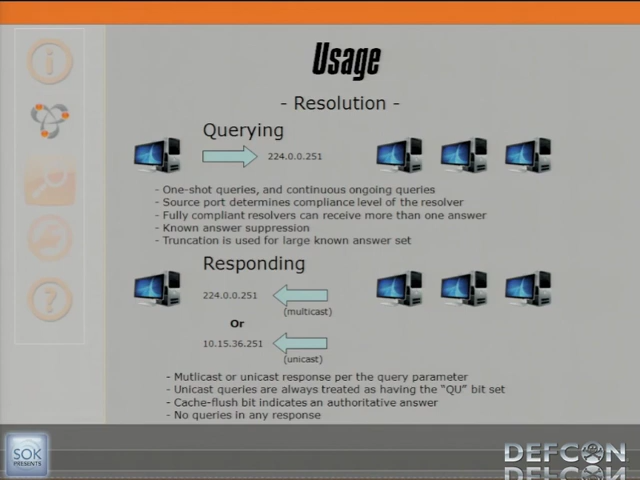 Usage
- Resolution -
Querying
224.0.0.251
- One-shot queries, and continuous ongoing queries
- Source port determines compliance level of the resolver
- Fully compliant resolvers can receive more than one answer
- Known answer suppression
- Truncation is used for large known answer set
Responding
224.0.0.251
(multicast)
Or
10.15.36.251
(unicast)
- Mutlicast or unicast response per the query parameter
- Unicast queries are always treated as having the "QU" bit set
- Cache-flush bit indicates an authoritative answer
- No queries in any response
SOK
PRESENTS
DEFCON